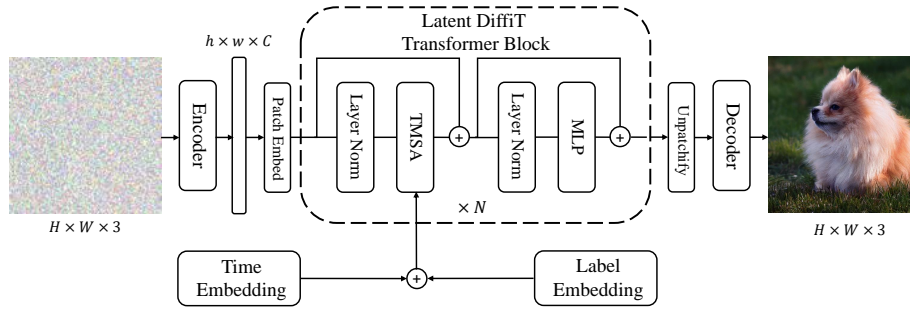 Latent DiffiT
Transformer Block
h × w × C
Encoder
Patch Embed
Layer Norm
TMSA
+
Layer Norm
MLP
+
Unpatchify
Decoder
× N
H × W × 3
H × W × 3
Time
Embedding
+
Label
Embedding